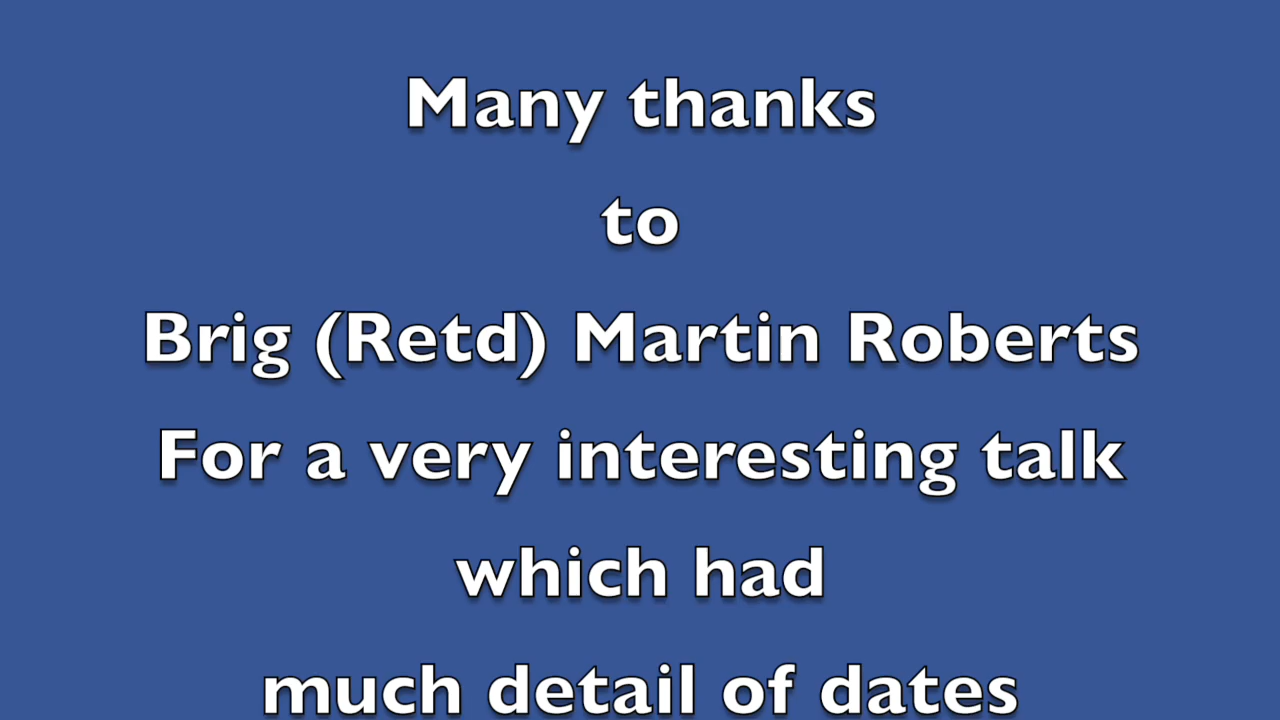 Many thanks
to
Brig (Retd) Martin Roberts
For a very interesting talk
which had
much detail of dates